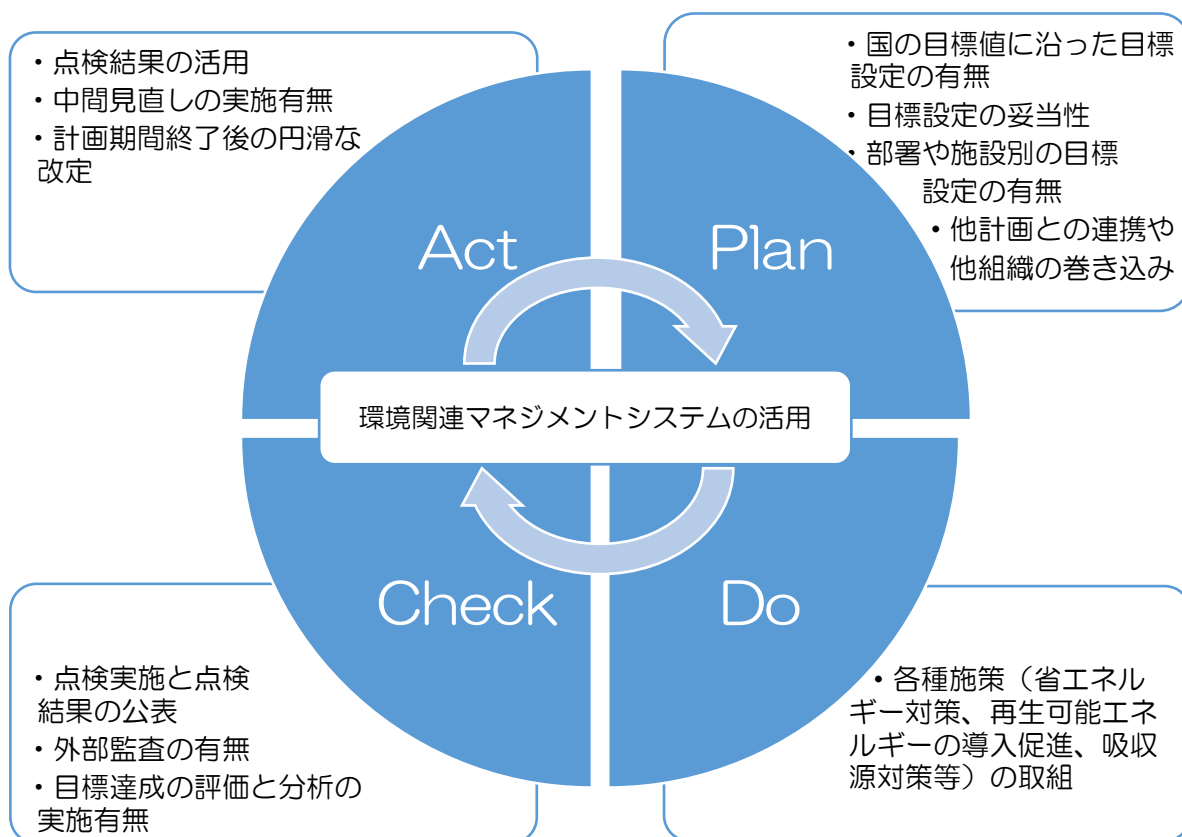 ・点検結果の活用
・中間見直しの実施有無
・計画期間終了後の円滑な
改定
・国の目標値に沿った目標
設定の有無
・目標設定の妥当性
・部署や施設別の目標
設定の有無
・他計画との連携や
他組織の巻き込み
Act
Plan
環境関連マネジメントシステムの活用
Check
Do
・点検実施と点検
結果の公表
・外部監査の有無
・目標達成の評価と分析の
実施有無
・各種施策（省エネル
ギー対策、再生可能エネ
ルギーの導入促進、吸収
源対策等）の取組